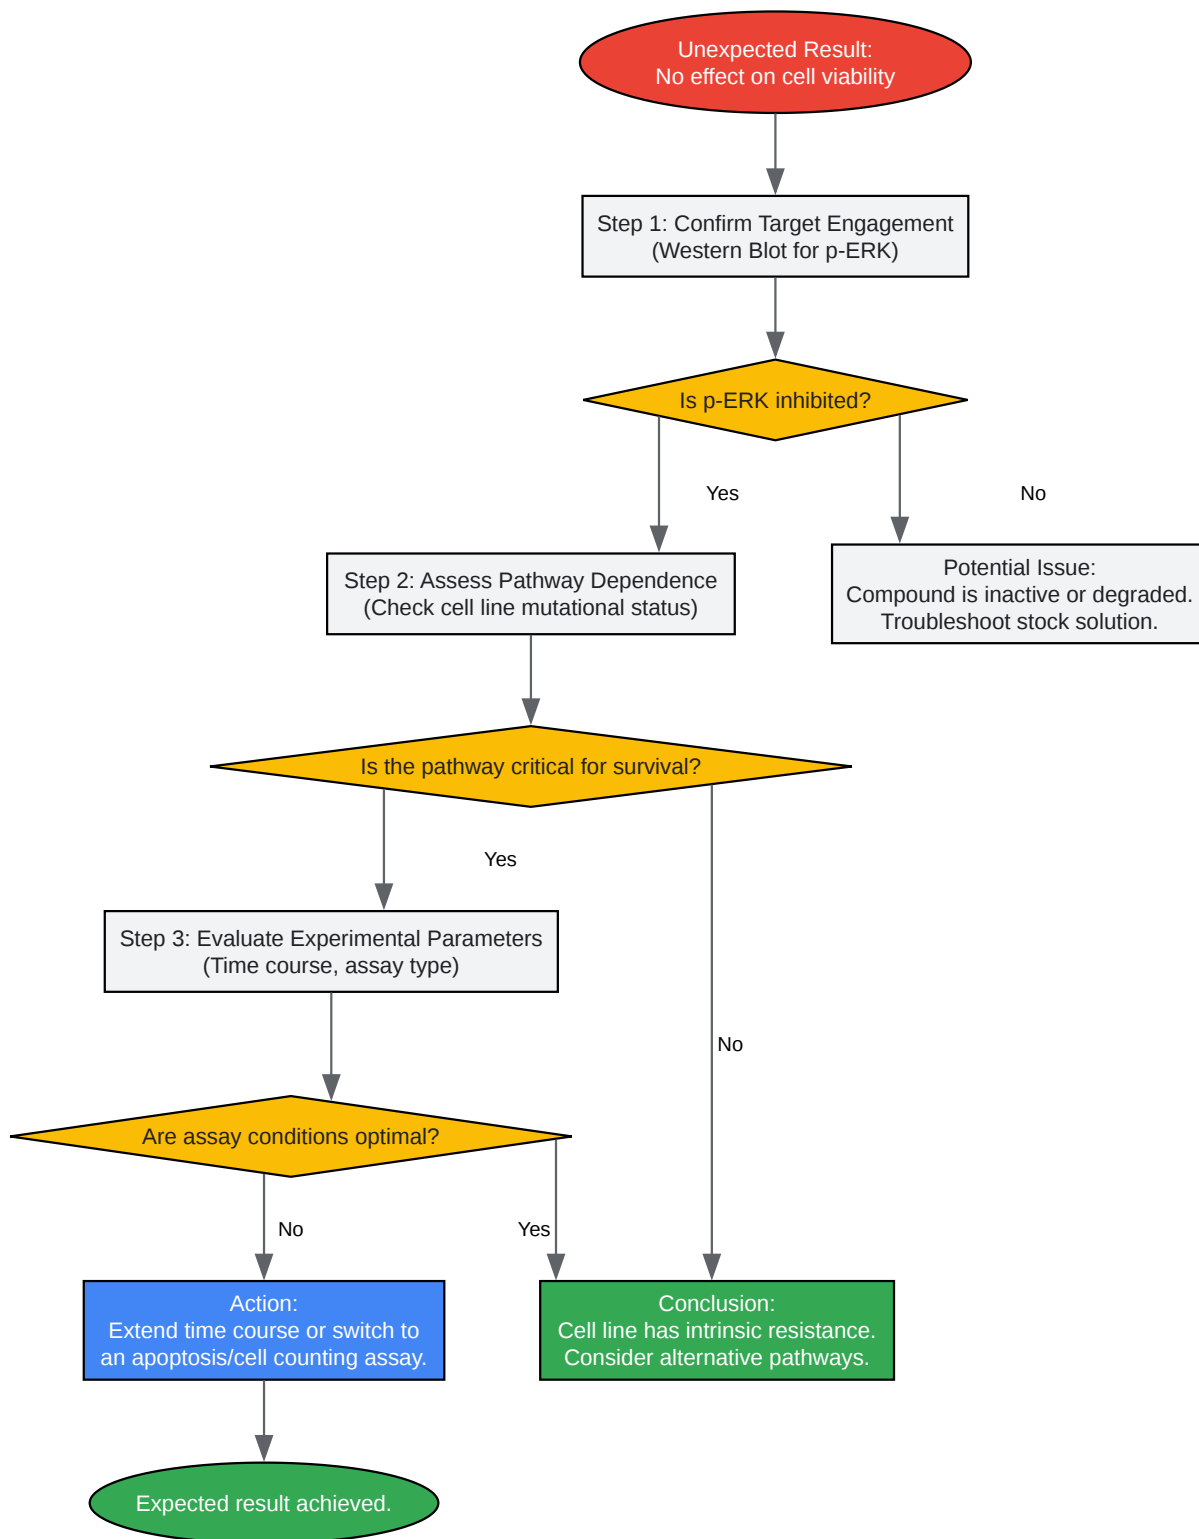 Unexpected Result:
No effect on cell viability
Step 1: Confirm Target Engagement
(Western Blot for p-ERK)
Is p-ERK inhibited?
Yes
No
Step 2: Assess Pathway Dependence
(Check cell line mutational status)
Potential Issue:
Compound is inactive or degraded.
Troubleshoot stock solution.
Is the pathway critical for survival?
Yes
Step 3: Evaluate Experimental Parameters
(Time course, assay type)
No
Are assay conditions optimal?
No
Yes
Action:
Extend time course or switch to
an apoptosis/cell counting assay.
Conclusion:
Cell line has intrinsic resistance.
Consider alternative pathways.
Expected result achieved.